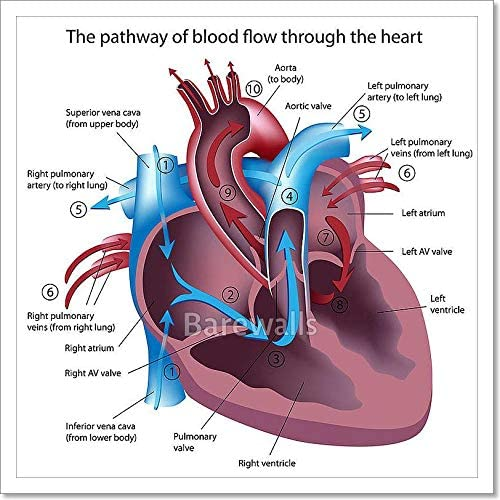 The pathway of blood flow through the heart
Aorta
(to body)
10
Left pulmonary
artery (to left lung)
Aortic valve
5
Superior vena cava
(from upper body)
1
Left pulmonary
veins (from left lung)
6
Right pulmonary
artery (to right lung)
5
9
4
Left atrium
7
Left AV valve
6
2
8
Left
ventricle
Right pulmonary
veins (from right lung)
Barewalls
Right atrium
3
Right AV valve
1
Inferior vena cava
(from lower body)
Pulmonary
valve
Right ventricle